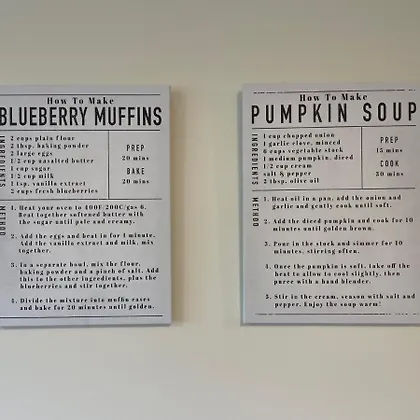 How To Make
BLUEBERRY MUFFINS
INGREDIENTS
2 cups plain flour
2 tbsp. baking powder
2 large eggs
1/2 cup unsalted butter
1 cup sugar
1/2 cup milk
1 tsp. vanilla extract
2 cups fresh blueberries
PREP
20 mins
BAKE
20 mins
METHOD
1. Heat your oven to 400F/200C/gas 6.
Beat together softened butter with
the sugar until pale and creamy.
2. Add the eggs and beat in for 1 minute.
Add the vanilla extract and milk, mix
together.
3. In a separate bowl, mix the flour,
baking powder and a pinch of salt. Add
this to the other ingredients, plus the
blueberries and stir together.
4. Divide the mixture into muffin cases
and bake for 20 minutes until golden.
How To Make
PUMPKIN SOUP
INGREDIENTS
1 cup chopped onion
1 garlic clove, minced
6 cups vegetable stock
1 medium pumpkin, diced
1/2 cup cream
salt & pepper
2 tbsp. olive oil
PREP
15 mins
COOK
30 mins
METHOD
1. Heat oil in a pan, add the onion and
garlic and gently cook until soft.
2. Add the diced pumpkin and cook for 10
minutes until golden brown.
3. Pour in the stock and simmer for 10
minutes, stirring often.
4. Once the pumpkin is soft, take off the
heat to allow to cool slightly, then
puree with a hand blender.
5. Stir in the cream, season with salt and
pepper. Enjoy the soup warm!